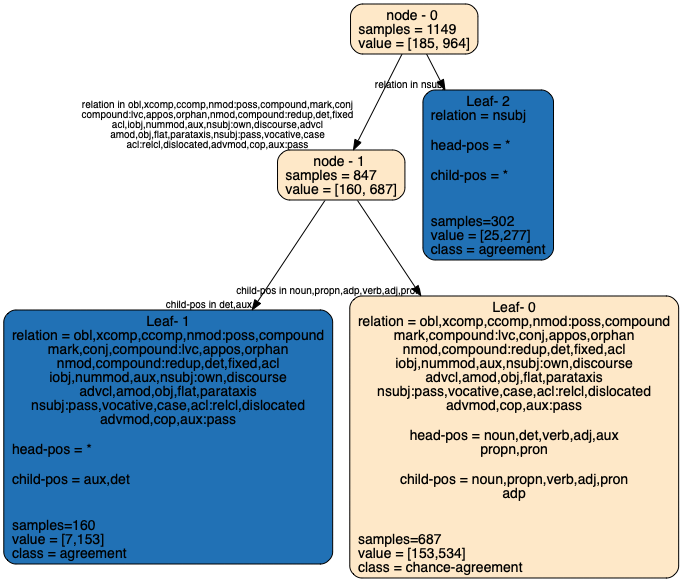 node - 0
samples = 1149
value = [185, 964]
relation in nsubj
relation in obl,xcomp,ccomp,nmod:poss,compound,mark,conj
compound:lvc,appos,orphan,nmod,compound:redup,det,fixed
acl,iobj,nummod,aux,nsubj:own,discourse,advcl
amod,obj,flat,parataxis,nsubj:pass,vocative,case
acl:relcl,dislocated,advmod,cop,aux:pass
Leaf- 2
relation = nsubj
head-pos = *
child-pos = *
samples=302
value = [25,277]
class = agreement
node - 1
samples = 847
value = [160, 687]
child-pos in noun,propn,adp,verb,adj,pron
child-pos in det,aux
Leaf- 1
relation = obl,xcomp,ccomp,nmod:poss,compound
mark,conj,compound:lvc,appos,orphan
nmod,compound:redup,det,fixed,acl
iobj,nummod,aux,nsubj:own,discourse
advcl,amod,obj,flat,parataxis
nsubj:pass,vocative,case,acl:relcl,dislocated
advmod,cop,aux:pass
head-pos = *
child-pos = aux,det
samples=160
value = [7,153]
class = agreement
Leaf- 0
relation = obl,xcomp,ccomp,nmod:poss,compound
mark,compound:lvc,conj,appos,orphan
nmod,compound:redup,det,fixed,acl
iobj,nummod,aux,nsubj:own,discourse
advcl,amod,obj,flat,parataxis
nsubj:pass,vocative,case,acl:relcl,dislocated
advmod,cop,aux:pass
head-pos = noun,det,verb,adj,aux
propn,pron
child-pos = noun,propn,verb,adj,pron
adp
samples=687
value = [153,534]
class = chance-agreement